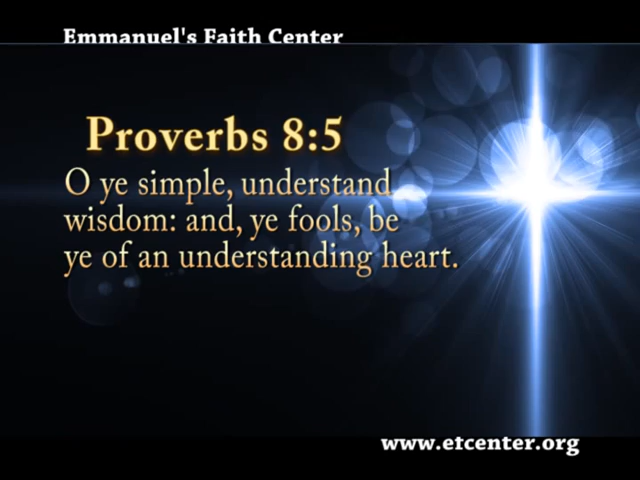 Emmanuel's Faith Center
Proverbs 8:5
O ye simple, understand
wisdom: and, ye fools, be
ye of an understanding heart.
www.efcenter.org